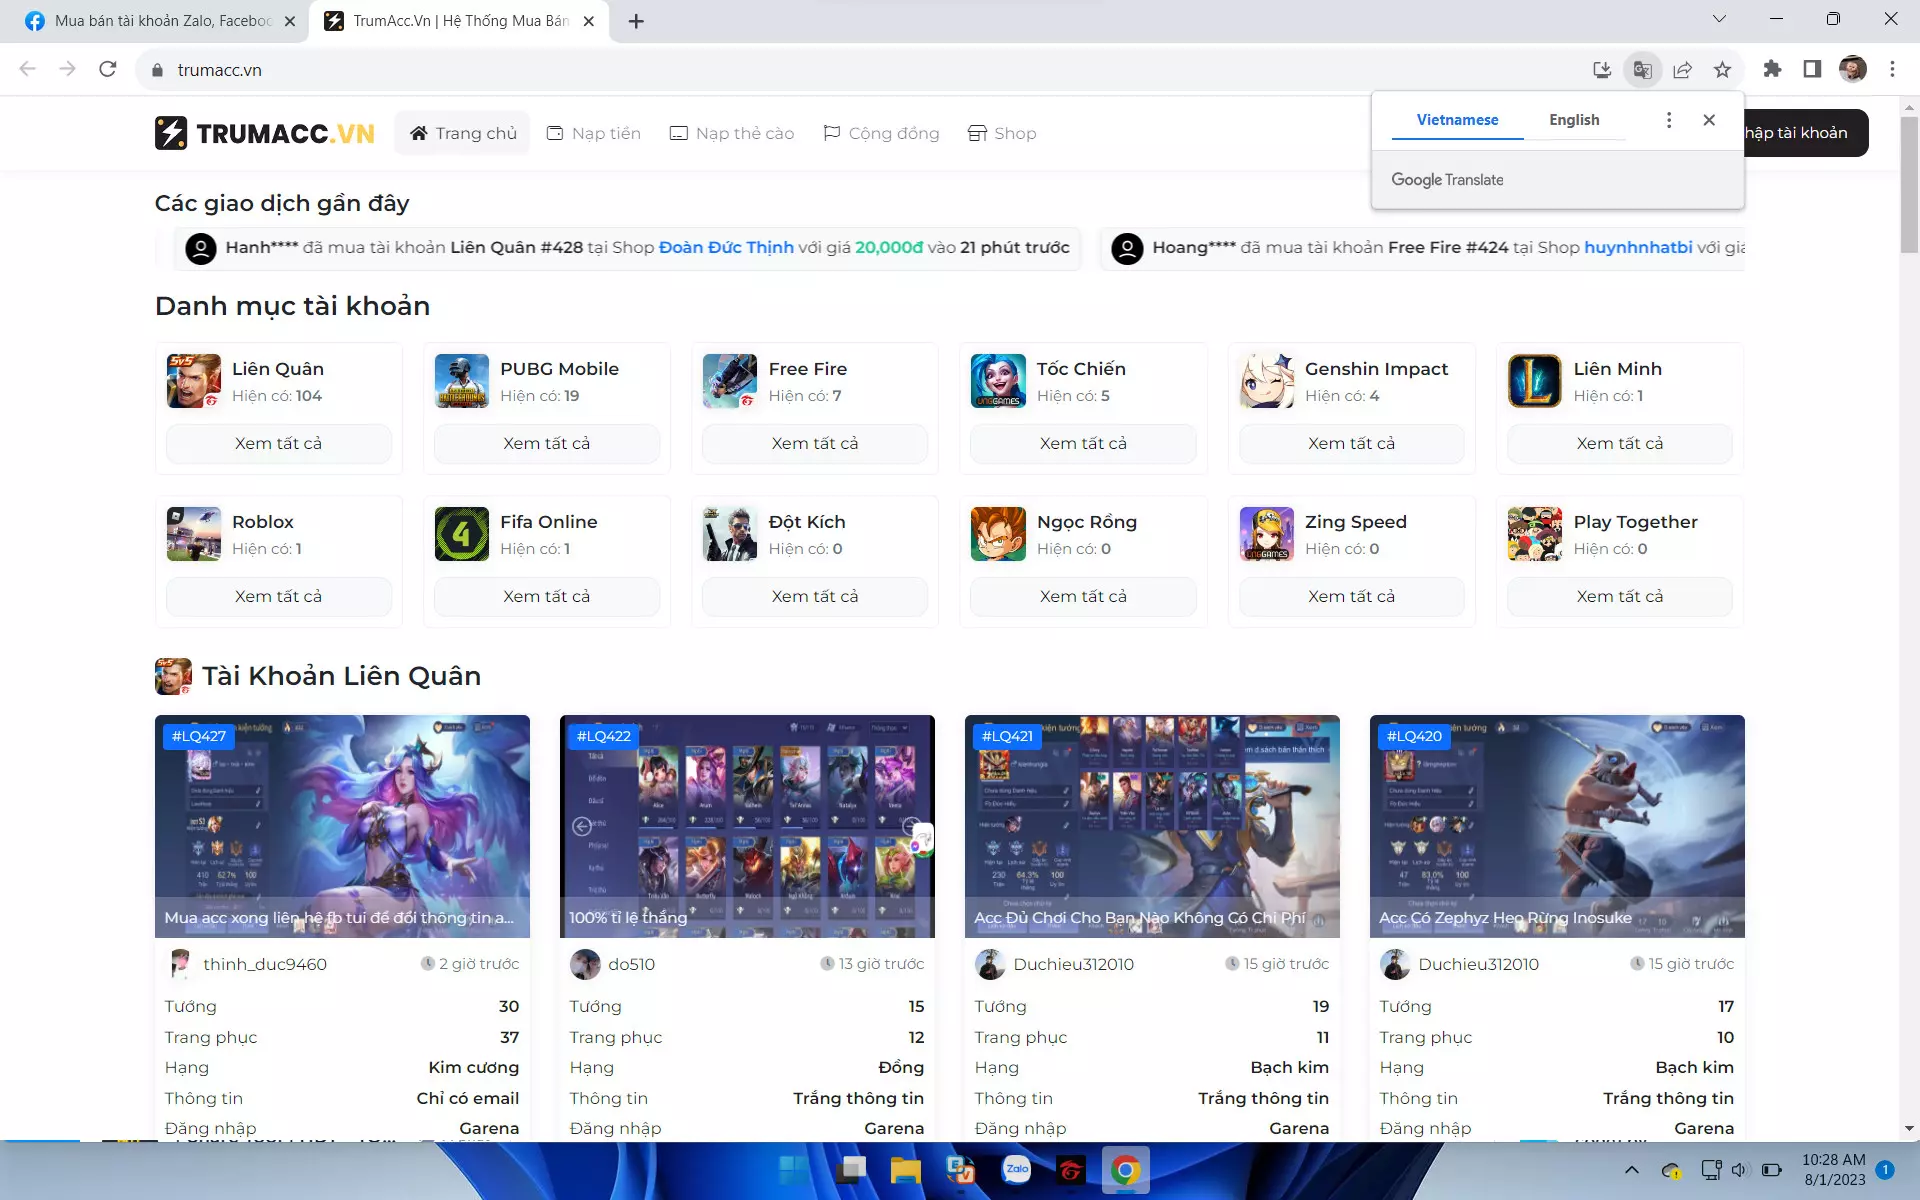 Mua bán tài khoản Zalo, Faceboo
TrumAcc.Vn | Hệ Thống Mua Bán
trumacc.vn
TRUMACC.VN
Trang chủ
Nạp tiền
Nạp thẻ cào
Cộng đồng
Shop
hập tài khoản
Vietnamese
English
Google Translate
Các giao dịch gần đây
Hanh**** đã mua tài khoản Liên Quân #428 tại Shop Đoàn Đức Thịnh với giá 20,000đ vào 21 phút trước
Hoang**** đã mua tài khoản Free Fire #424 tại Shop huynhnhatbi với giá
Danh mục tài khoản
Liên Quân
Hiện có: 104
Xem tất cả
PUBG Mobile
Hiện có: 19
Xem tất cả
Free Fire
Hiện có: 7
Xem tất cả
Tốc Chiến
Hiện có: 5
Xem tất cả
Genshin Impact
Hiện có: 4
Xem tất cả
Liên Minh
Hiện có: 1
Xem tất cả
Roblox
Hiện có: 1
Xem tất cả
Fifa Online
Hiện có: 1
Xem tất cả
Đột Kích
Hiện có: 0
Xem tất cả
Ngọc Rồng
Hiện có: 0
Xem tất cả
Zing Speed
Hiện có: 0
Xem tất cả
Play Together
Hiện có: 0
Xem tất cả
Tài Khoản Liên Quân
#LQ427
Mua acc xong liên hệ fb tui để đổi thông tin a...
thinh_duc9460
2 giờ trước
Tướng 30
Trang phục 37
Hạng Kim cương
Thông tin Chỉ có email
Đăng nhập Garena
#LQ422
100% tỉ lệ thắng
do510
13 giờ trước
Tướng 15
Trang phục 12
Hạng Đồng
Thông tin Trắng thông tin
Đăng nhập Garena
#LQ421
Acc Đủ Chơi Cho Bạn Nào Không Có Chi Phí
Duchieu312010
15 giờ trước
Tướng 19
Trang phục 11
Hạng Bạch kim
Thông tin Trắng thông tin
Đăng nhập Garena
#LQ420
Acc Có Zephyz Heo Rừng Inosuke
Duchieu312010
15 giờ trước
Tướng 17
Trang phục 10
Hạng Bạch kim
Thông tin Trắng thông tin
Đăng nhập Garena
Zalo
10:28 AM
8/1/2023
1